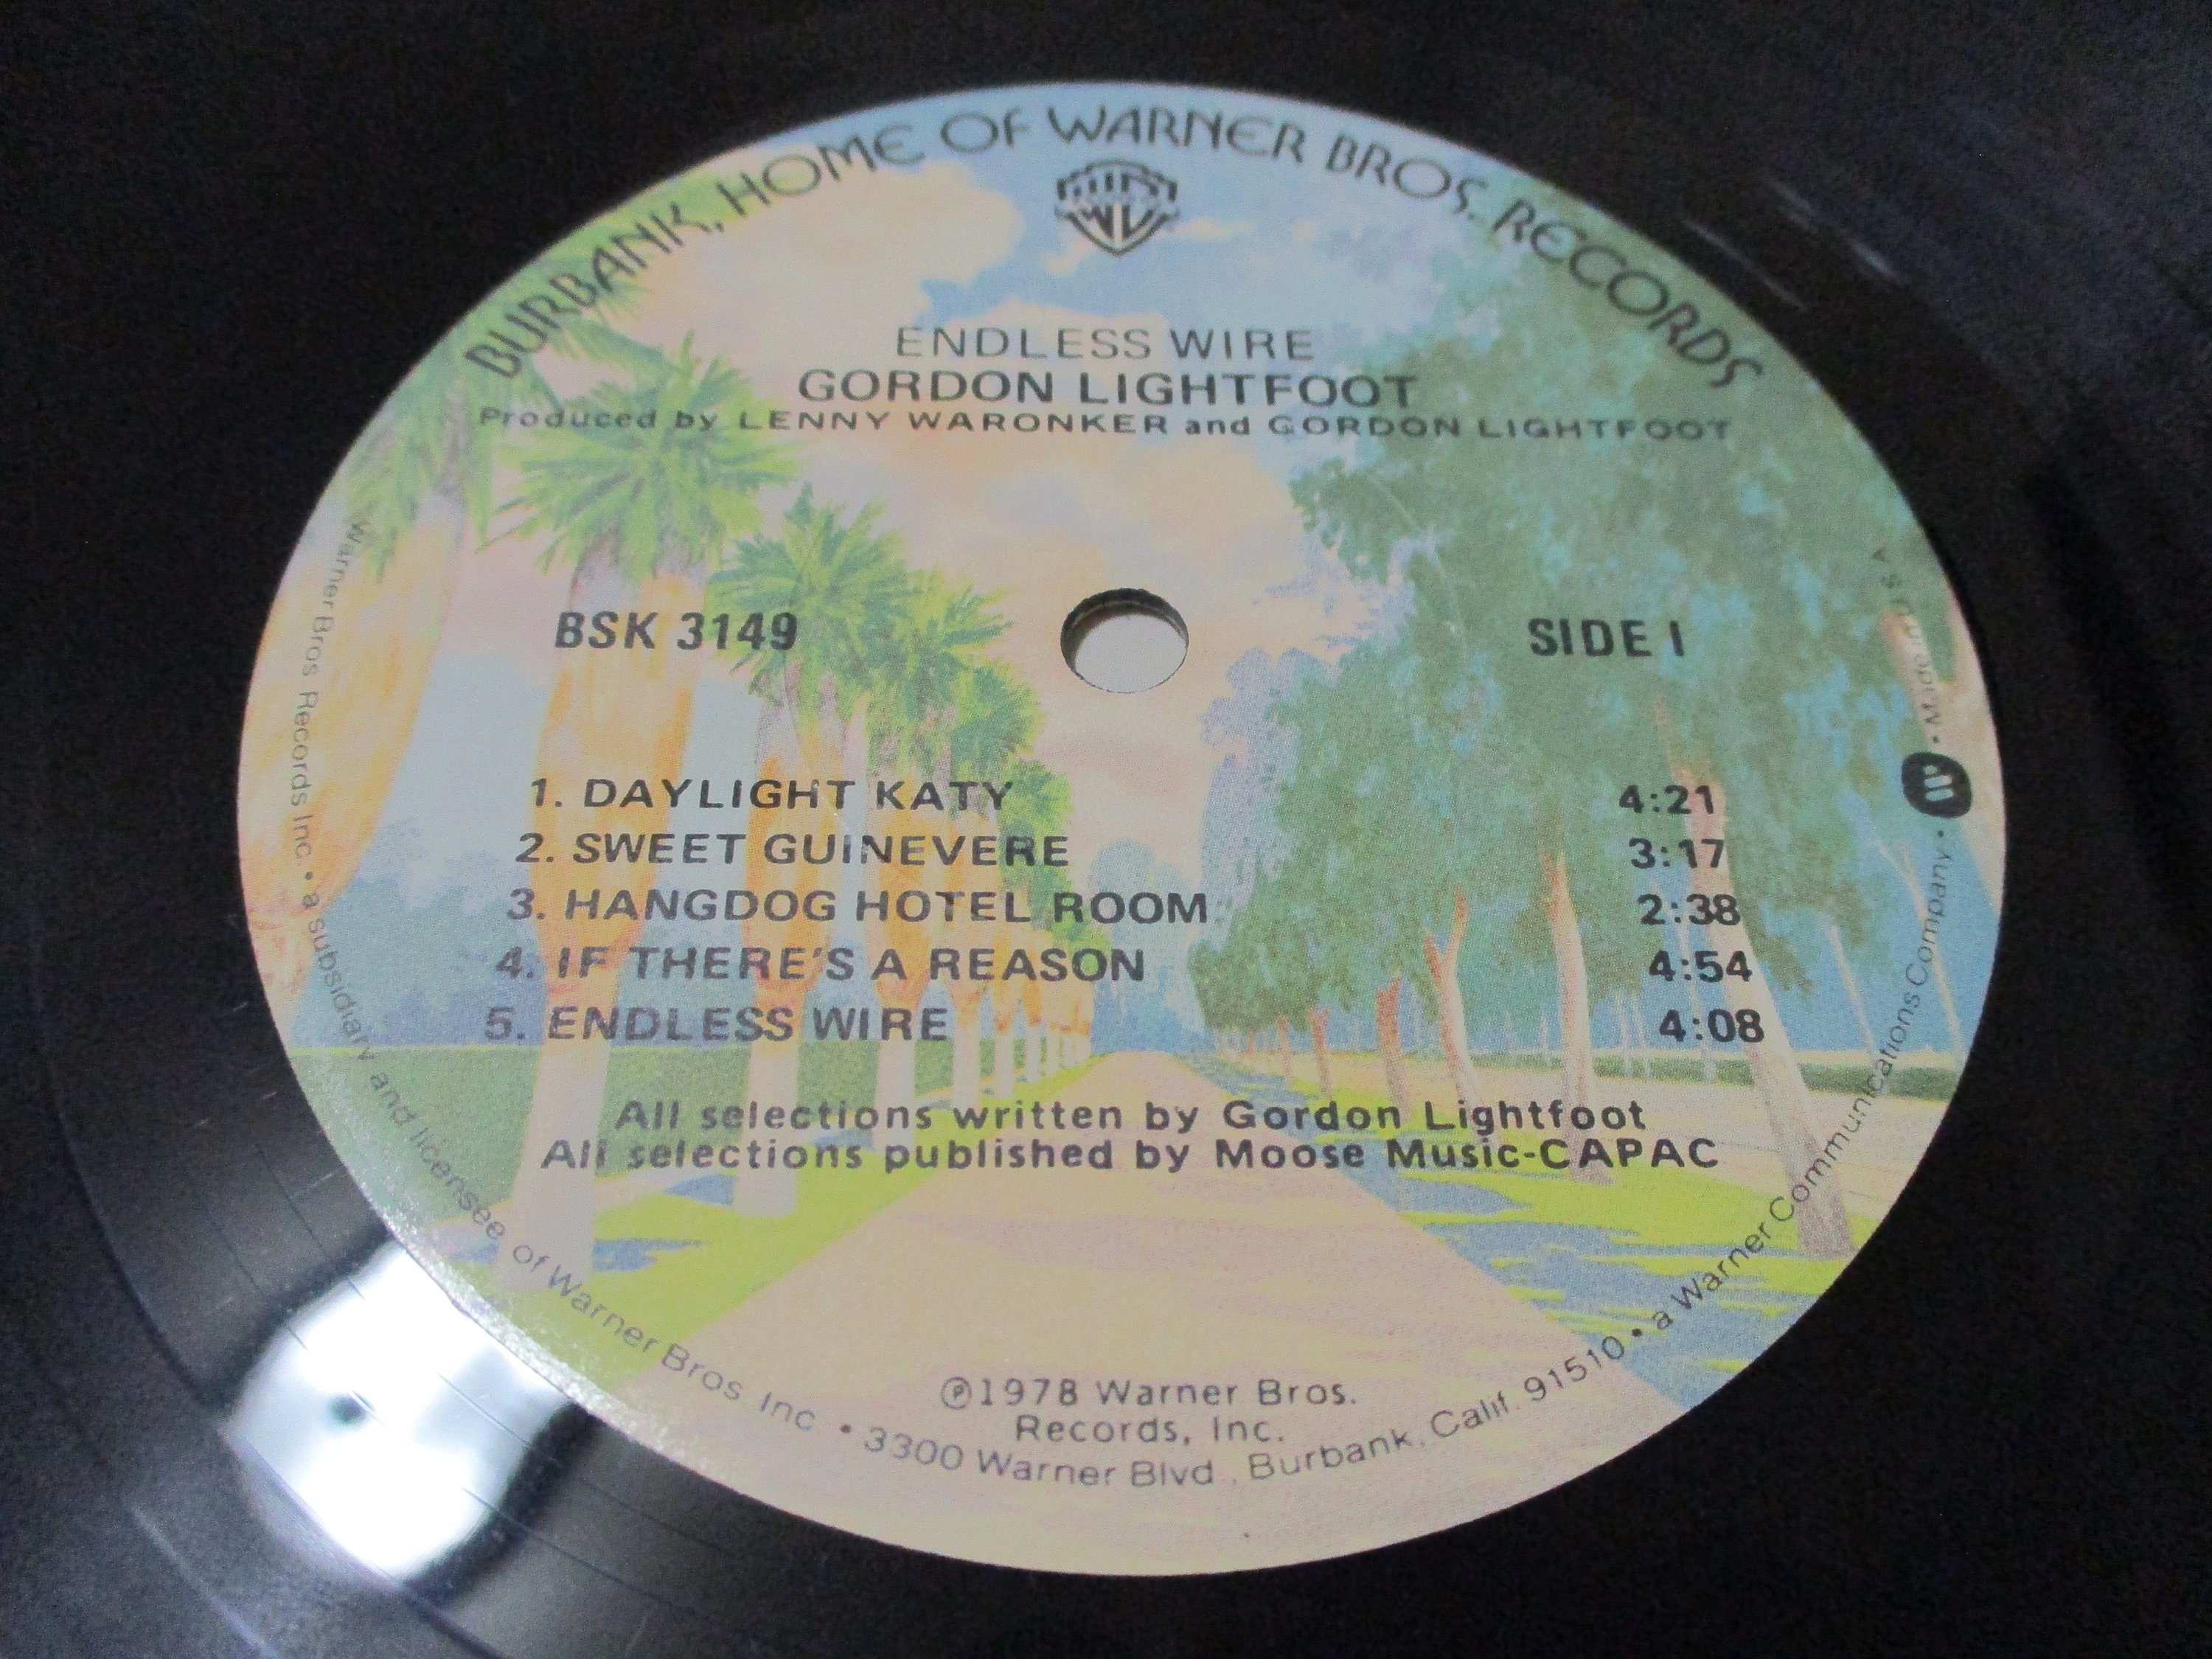 BURBANK, HOME OF WARNER BROS. RECORDS
WB
ENDLESS WIRE
GORDON LIGHTFOOT
Produced by LENNY WARONKER and GORDON LIGHTFOOT
BSK 3149
SIDE 1
1. DAYLIGHT KATY 4:21
2. SWEET GUINEVERE 3:17
3. HANGDOG HOTEL ROOM 2:38
4. IF THERE'S A REASON 4:54
5. ENDLESS WIRE 4:08
All selections written by Gordon Lightfoot
All selections published by Moose Music-CAPAC
℗1978 Warner Bros.
Records, Inc.
Warner Bros Records Inc. • a subsidiary and licensee of Warner Bros Inc • 3300 Warner Blvd., Burbank, Calif. 91510 • a Warner Communications Company • W • Made in U S A